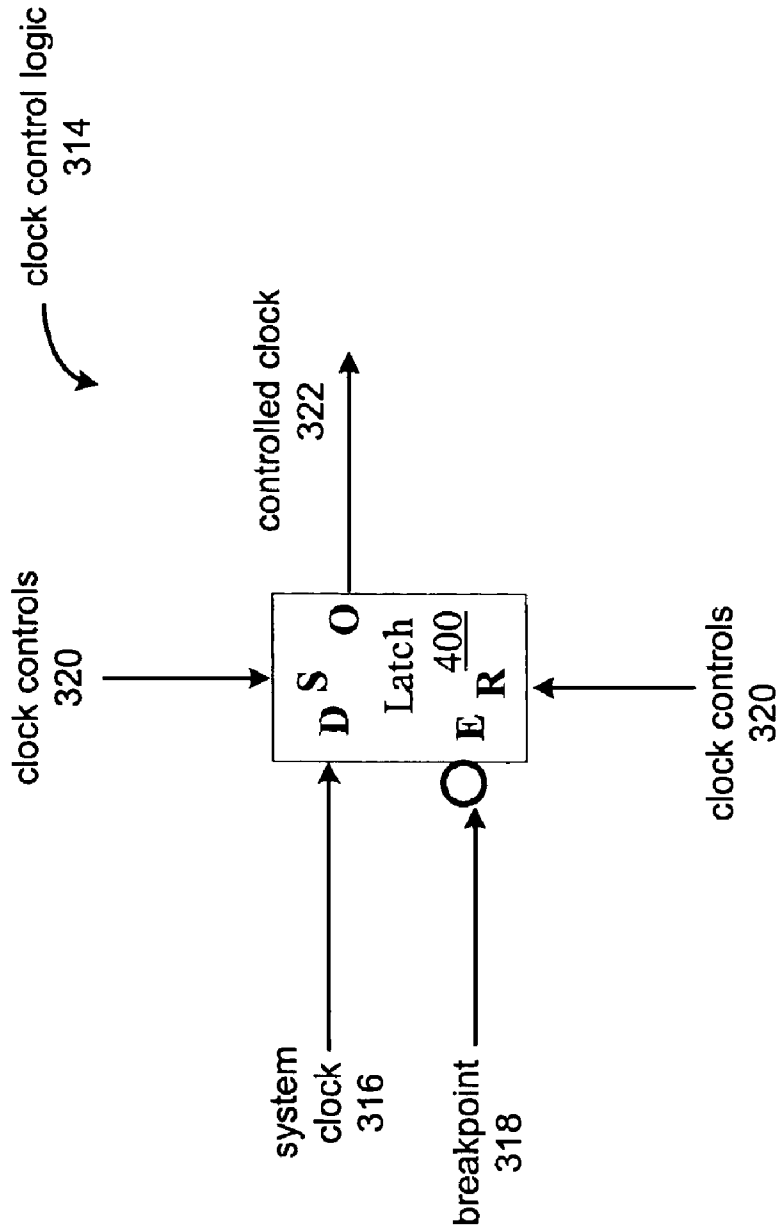 clock control logic
314
clock controls
320
controlled clock
322
system
clock
316
D
S
O
Latch
400
E
R
breakpoint
318
clock controls
320